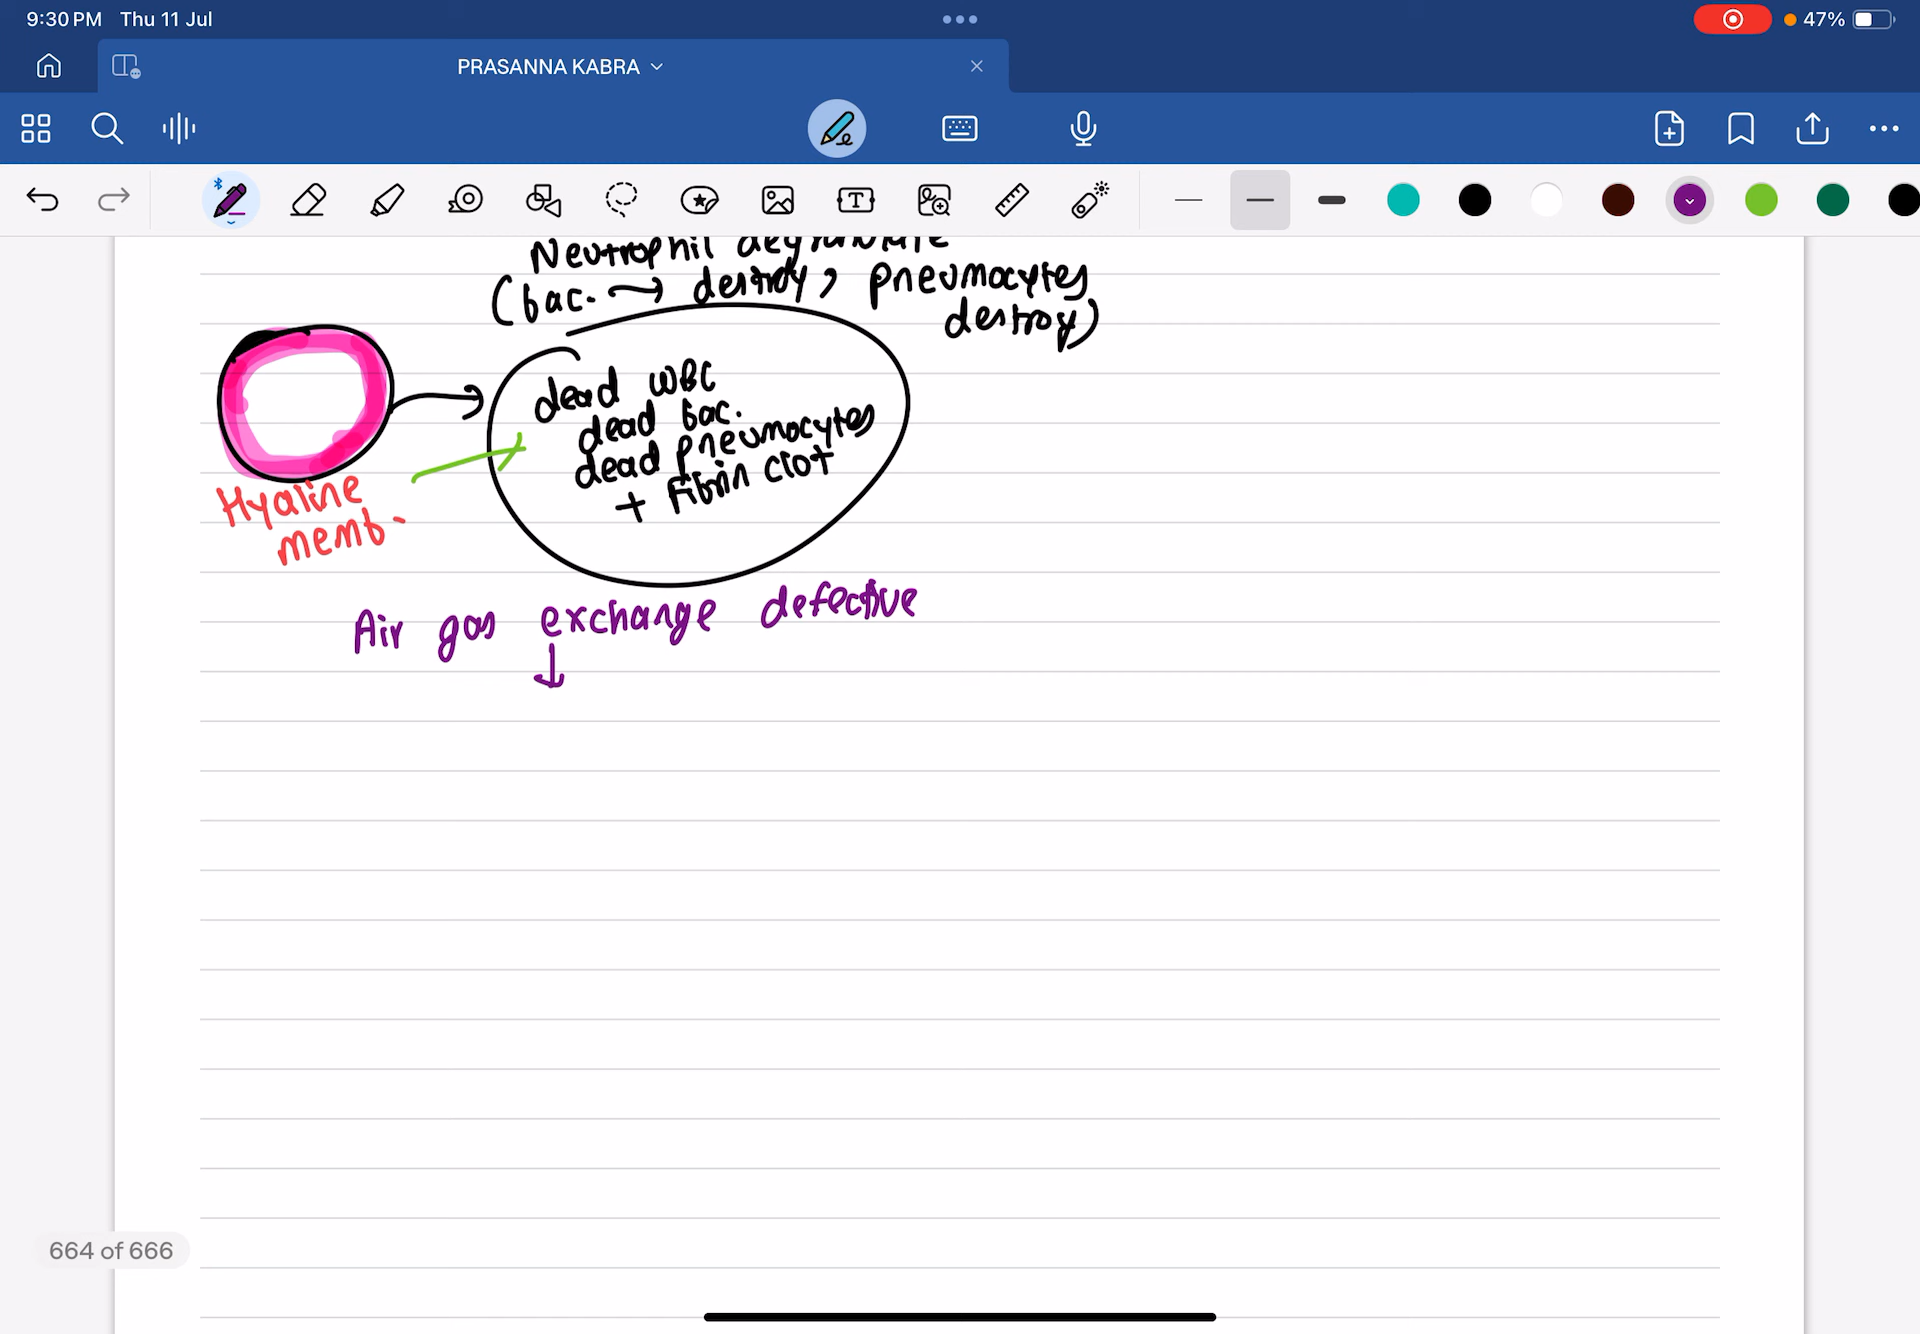 9:30 PM Thu 11 Jul
47%
PRASANNA KABRA
Neutrophil degranulate
(bac. → destroy, pneumocytes
destroy)
dead WBC
dead bac.
dead pneumocytes
+ fibrin clot
Hyaline
memb.
Air gas exchange defective
↓
664 of 666